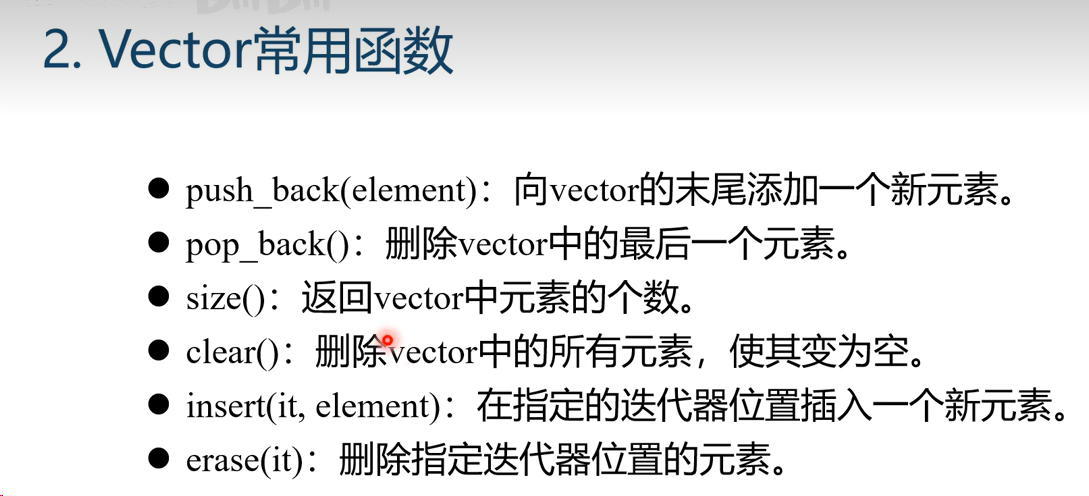 2. Vector常用函数
● push_back(element)：向vector的末尾添加一个新元素。
● pop_back()：删除vector中的最后一个元素。
● size()：返回vector中元素的个数。
● clear()：删除vector中的所有元素，使其变为空。
● insert(it, element)：在指定的迭代器位置插入一个新元素。
● erase(it)：删除指定迭代器位置的元素。